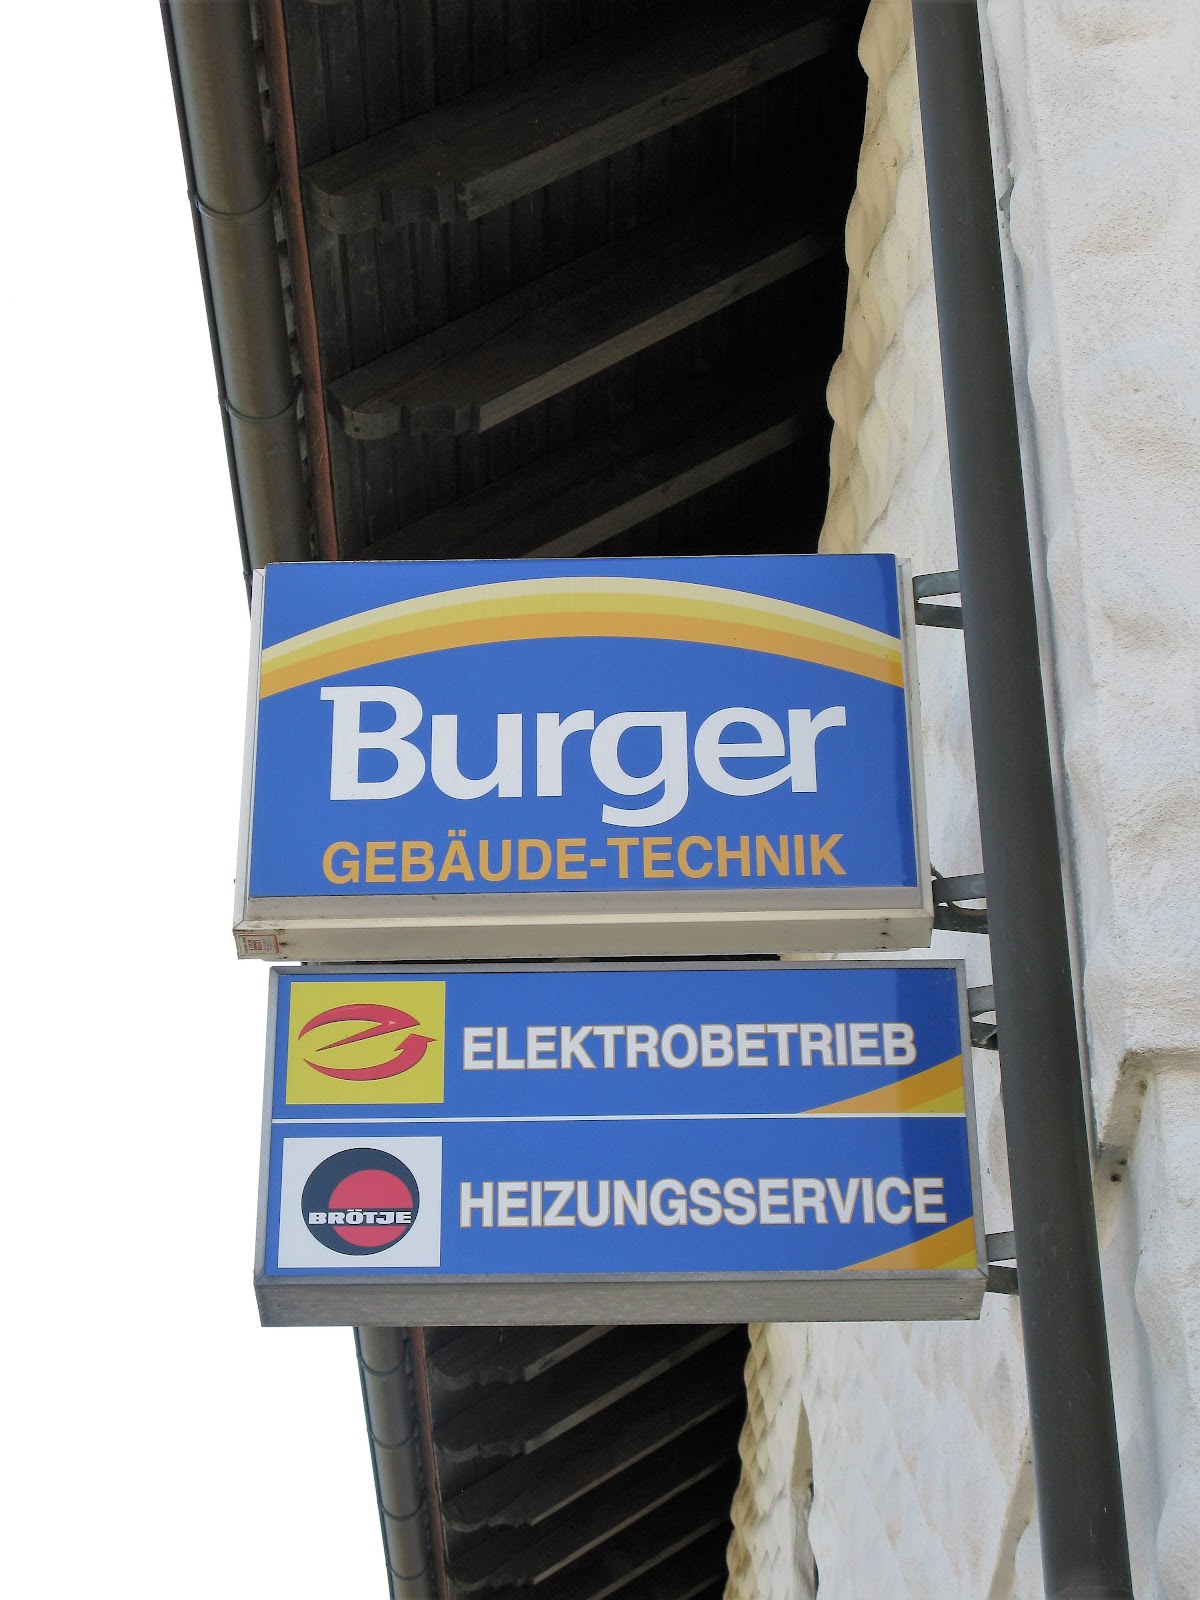 Burger
GEBÄUDE-TECHNIK
ELEKTROBETRIEB
BRÖTJE
HEIZUNGSSERVICE